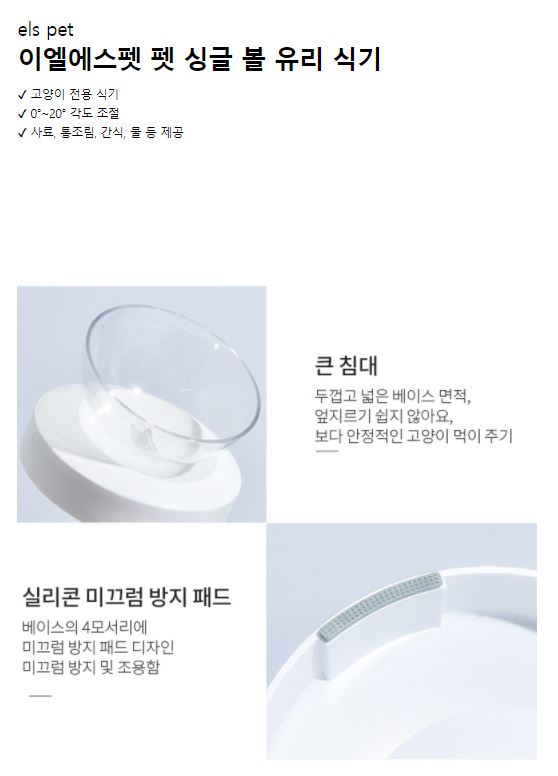 els pet
이엘에스펫 펫 싱글 볼 유리 식기
✓ 고양이 전용 식기
✓ 0°~20° 각도 조절
✓ 사료, 통조림, 간식, 물 등 제공
큰 침대
두껍고 넓은 베이스 면적,
엎지르기 쉽지 않아요,
보다 안정적인 고양이 먹이 주기
실리콘 미끄럼 방지 패드
베이스의 4모서리에
미끄럼 방지 패드 디자인
미끄럼 방지 및 조용함